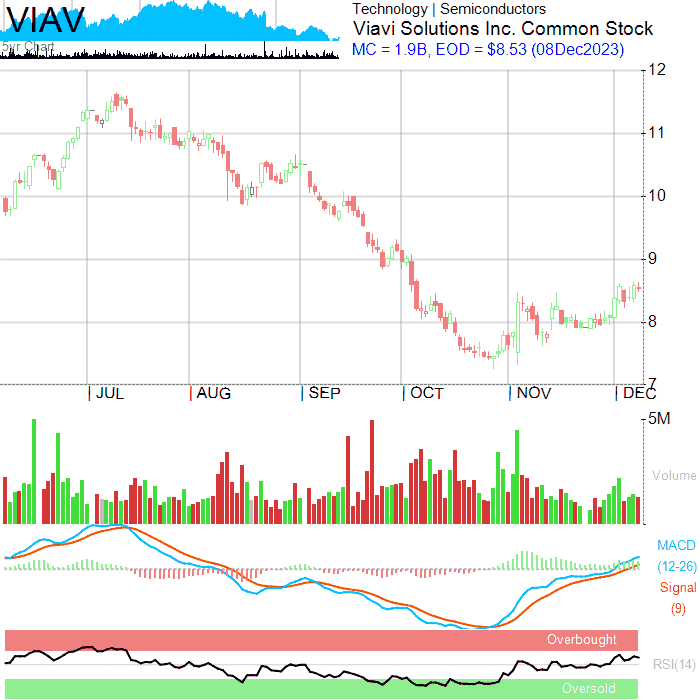 VIAV
5yr Chart
Technology | Semiconductors
Viavi Solutions Inc. Common Stock
MC = 1.9B, EOD = $8.53 (08Dec2023)
12
11
10
9
8
7
JUL
AUG
SEP
OCT
NOV
DEC
5M
Volume
MACD
(12-26)
Signal
(9)
Overbought
RSI(14)
Oversold